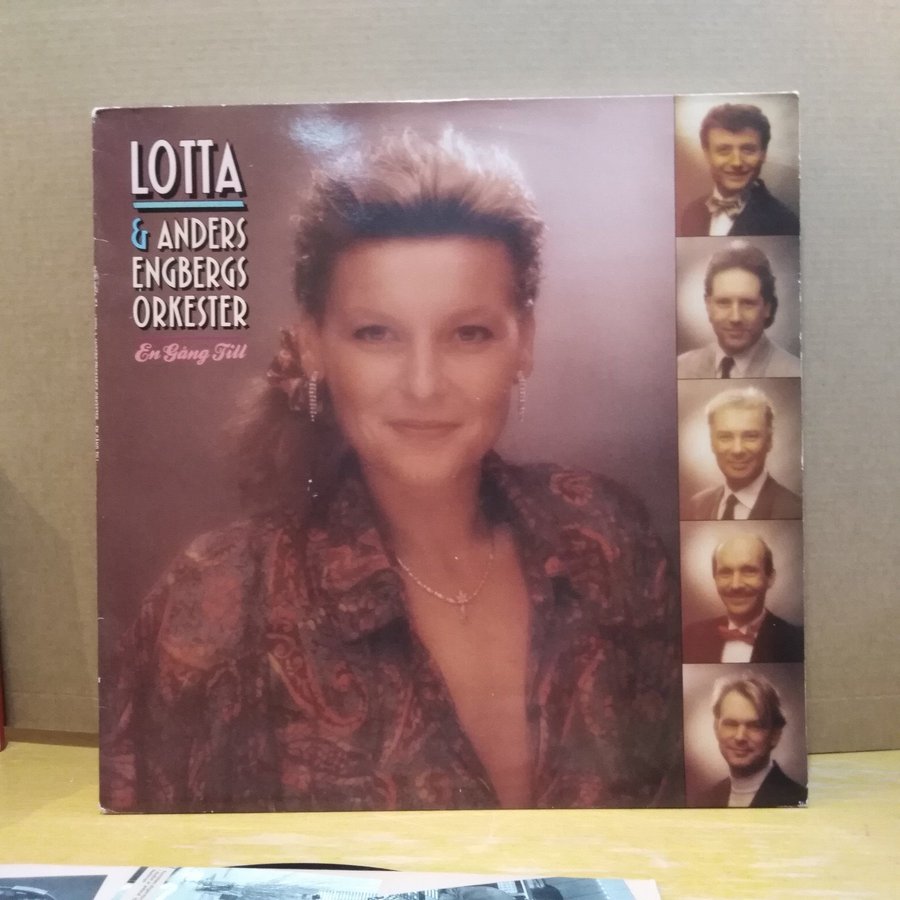 LOTTA
& ANDERS
ENGBERGS
ORKESTER
En Gång Till